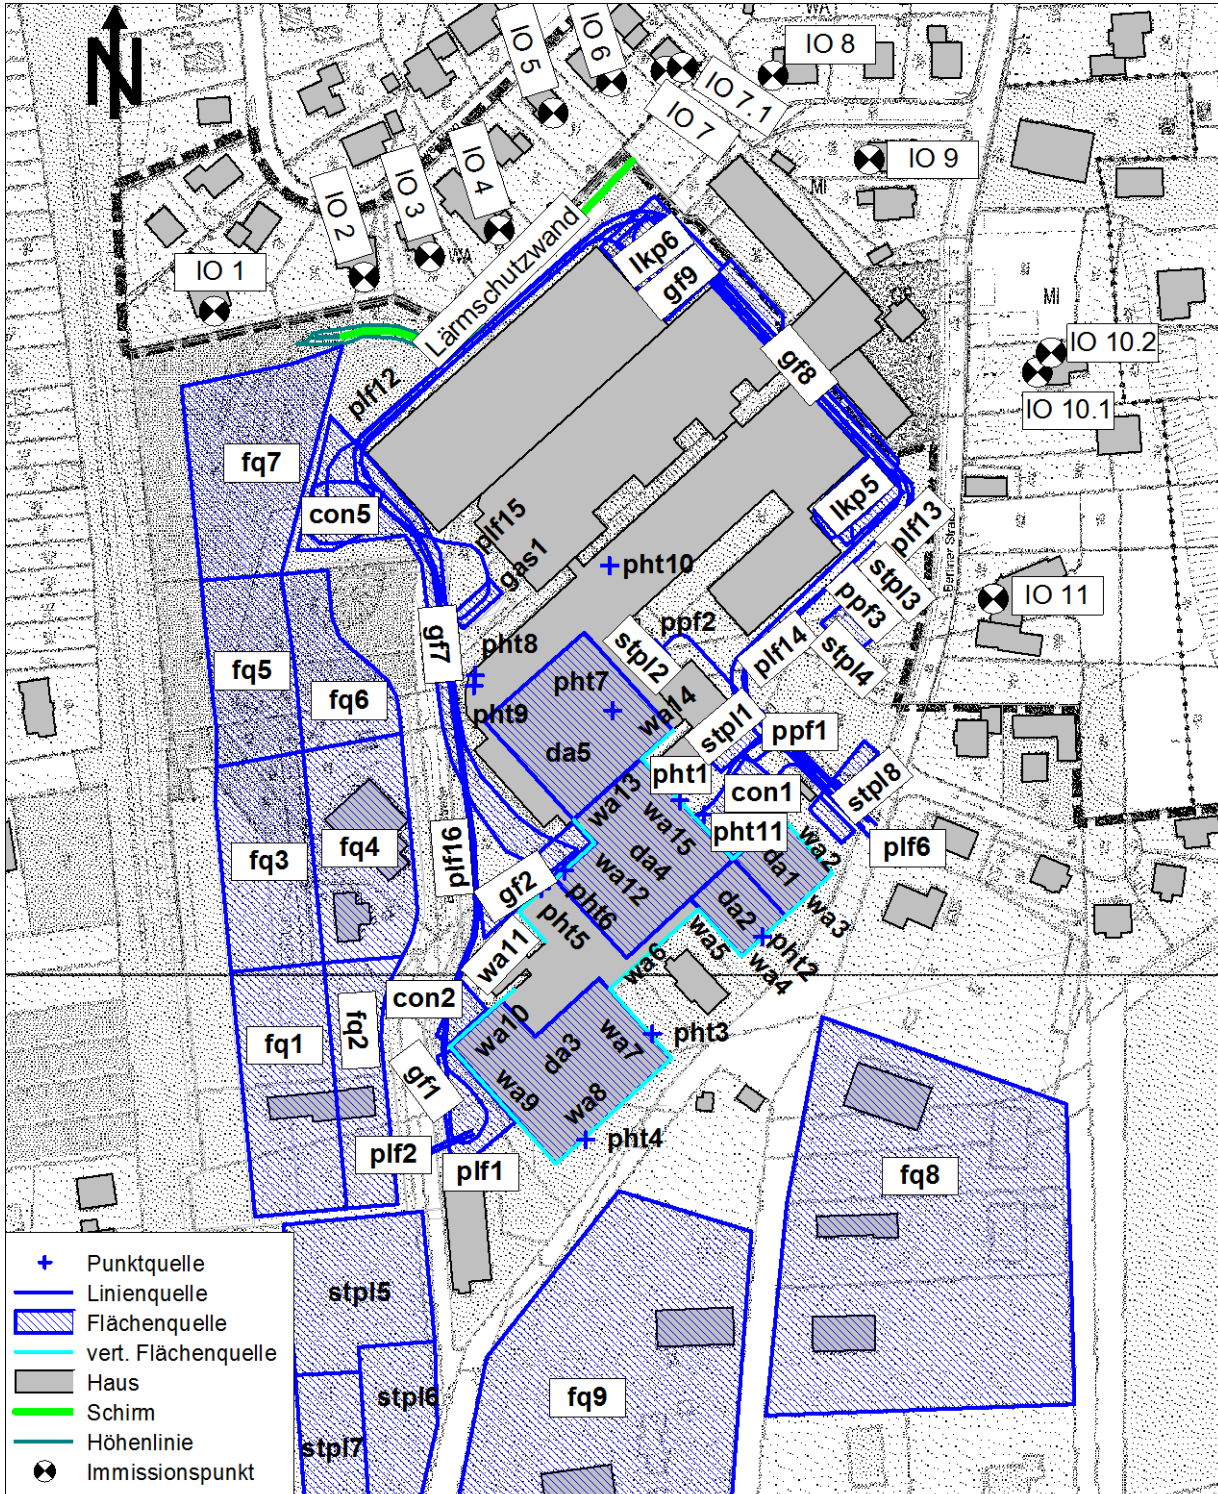 N
WA
IO 5
IO 6
IO 8
IO 7.1
IO 7
IO 9
MI
IO 4
IO 3
IO 2
WA
IO 1
Lärmschutzwand
lkp6
gf9
MI
IO 10.2
IO 10.1
gf8
plf12
fq7
con5
lkp5
plf13
plf15
gas1
pht10
stpl3
ppf3
IO 11
Berliner Straß
gf7
pht8
ppf2
stpl2
plf14
stpl4
fq5
fq6
pht7
pht9
wa14
stpl1
ppf1
da5
pht1
con1
stpl8
wa13
wa15
pht11
wa2
fq3
fq4
plf16
da4
da1
plf6
gf2
wa12
pht6
pht5
da2
wa3
wa11
wa6
wa5
pht2
wa4
con2
fq1
fq2
wa10
da3
wa7
pht3
gf1
wa9
wa8
pht4
plf2
plf1
fq8
stpl5
fq9
stpl6
stpl7
Punktquelle
Linienquelle
Flächenquelle
vert. Flächenquelle
Haus
Schirm
Höhenlinie
Immissionspunkt